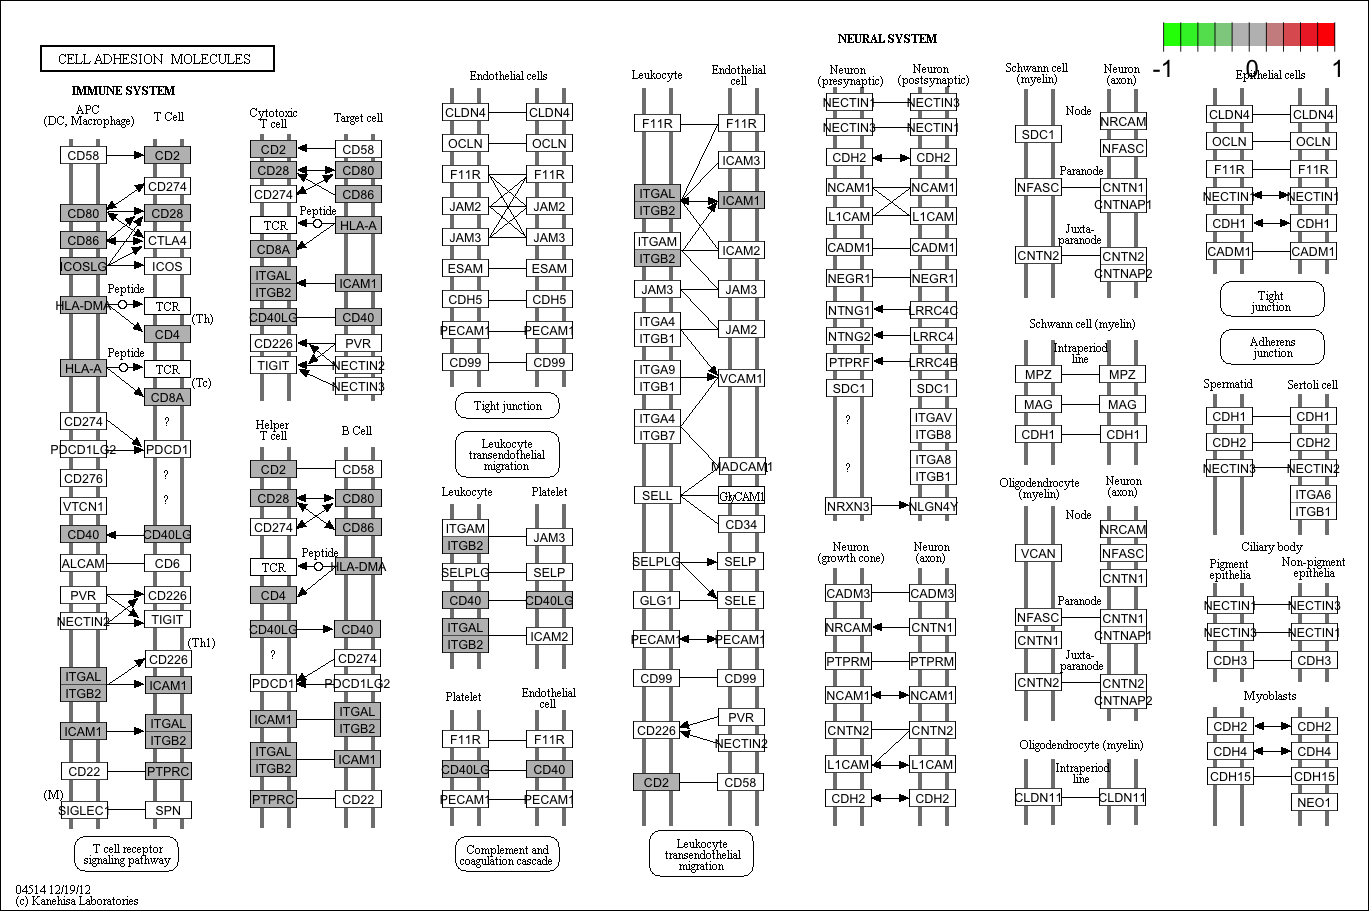 CELL ADHESION MOLECULES
IMMUNE SYSTEM
APC
(DC, Macrophage)
T Cell
CD58
CD2
CD274
CD80
CD28
CD86
CTLA4
ICOSLG
ICOS
Peptide
HLA-DMA
TCR
(Th)
CD4
Peptide
HLA-A
TCR
(Tc)
CD8A
CD274
?
PDCD1LG2
PDCD1
CD276
?
VTCN1
?
CD40
CD40LG
ALCAM
CD6
PVR
CD226
NECTIN2
TIGIT
(Th1)
CD226
ITGAL
ITGB2
ICAM1
ICAM1
ITGAL
ITGB2
CD22
PTPRC
(M)
SIGLEC1
SPN
T cell receptor
signaling pathway
04514 12/19/12
(c) Kanehisa Laboratories
Cytotoxic
T cell
Target cell
CD2
CD58
CD28
CD80
CD274
CD86
Peptide
TCR
HLA-A
CD8A
ITGAL
ITGB2
ICAM1
CD40LG
CD40
CD226
PVR
TIGIT
NECTIN2
NECTIN3
Helper
T cell
B Cell
CD2
CD58
CD28
CD80
CD274
CD86
Peptide
TCR
HLA-DMA
CD4
CD40LG
CD40
?
CD274
PDCD1
PDCD1LG2
ICAM1
ITGAL
ITGB2
ITGAL
ITGB2
ICAM1
PTPRC
CD22
Endothelial cells
CLDN4
CLDN4
OCLN
OCLN
F11R
F11R
JAM2
JAM2
JAM3
JAM3
ESAM
ESAM
CDH5
CDH5
PECAM1
PECAM1
CD99
CD99
Tight junction
Leukocyte
transendothelial
migration
Leukocyte
Platelet
ITGAM
ITGB2
JAM3
SELPLG
SELP
CD40
CD40LG
ITGAL
ITGB2
ICAM2
Platelet
Endothelial
cell
F11R
F11R
CD40LG
CD40
PECAM1
PECAM1
Complement and
coagulation cascade
Leukocyte
Endothelial
cell
F11R
F11R
ICAM3
ITGAL
ITGB2
ICAM1
ITGAM
ITGB2
ICAM2
JAM3
JAM3
ITGA4
ITGB1
JAM2
ITGA9
ITGB1
VCAM1
ITGA4
ITGB7
MADCAM1
SELL
GlyCAM1
CD34
SELPLG
SELP
GLG1
SELE
PECAM1
PECAM1
CD99
CD99
PVR
CD226
NECTIN2
CD2
CD58
Leukocyte
transendothelial
migration
NEURAL SYSTEM
Neuron
(presynaptic)
Neuron
(postsynaptic)
NECTIN1
NECTIN3
NECTIN3
NECTIN1
CDH2
CDH2
NCAM1
NCAM1
L1CAM
L1CAM
CADM1
CADM1
NEGR1
NEGR1
NTNG1
LRRC4C
NTNG2
LRRC4
PTPRF
LRRC4B
SDC1
SDC1
?
ITGAV
ITGB8
?
ITGA8
ITGB1
NRXN3
NLGN4Y
Neuron
(growth cone)
Neuron
(axon)
CADM3
CADM3
NRCAM
CNTN1
PTPRM
PTPRM
NCAM1
NCAM1
CNTN2
CNTN2
L1CAM
L1CAM
CDH2
CDH2
Schwann cell
(myelin)
Neuron
(axon)
Node
NRCAM
SDC1
NFASC
Paranode
NFASC
CNTN1
CNTNAP1
Juxta-
paranode
CNTN2
CNTN2
CNTNAP2
Schwann cell (myelin)
Intraperiod
line
MPZ
MPZ
MAG
MAG
CDH1
CDH1
Oligodendrocyte
(myelin)
Neuron
(axon)
Node
NRCAM
VCAN
NFASC
CNTN1
Paranode
NFASC
CNTN1
CNTN1
CNTNAP1
Juxta-
paranode
CNTN2
CNTN2
CNTNAP2
Oligodendrocyte (myelin)
Intraperiod
line
CLDN11
CLDN11
-1
0
1
Epithelial cells
CLDN4
CLDN4
OCLN
OCLN
F11R
F11R
NECTIN1
NECTIN1
CDH1
CDH1
CADM1
CADM1
Tight
junction
Adherens
junction
Spermatid
Sertoli cell
CDH1
CDH1
CDH2
CDH2
NECTIN3
NECTIN2
ITGA6
ITGB1
Ciliary body
Pigment
epithelia
Non-pigment
epithelia
NECTIN1
NECTIN3
NECTIN3
NECTIN1
CDH3
CDH3
Myoblasts
CDH2
CDH2
CDH4
CDH4
CDH15
CDH15
NEO1